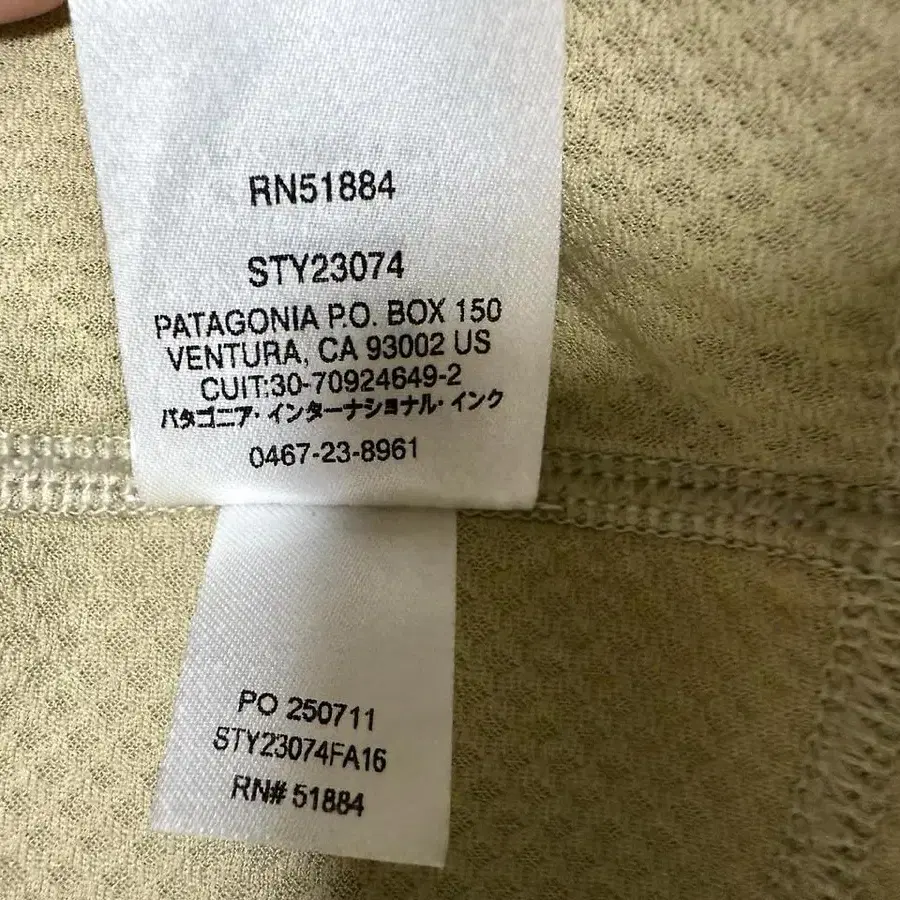 RN51884
STY23074
PATAGONIA P.O. BOX 150
VENTURA, CA 93002 US
CUIT:30-70924649-2
パタゴニア・インターナショナル・インク
0467-23-8961
PO 250711
STY23074FA16
RN# 51884